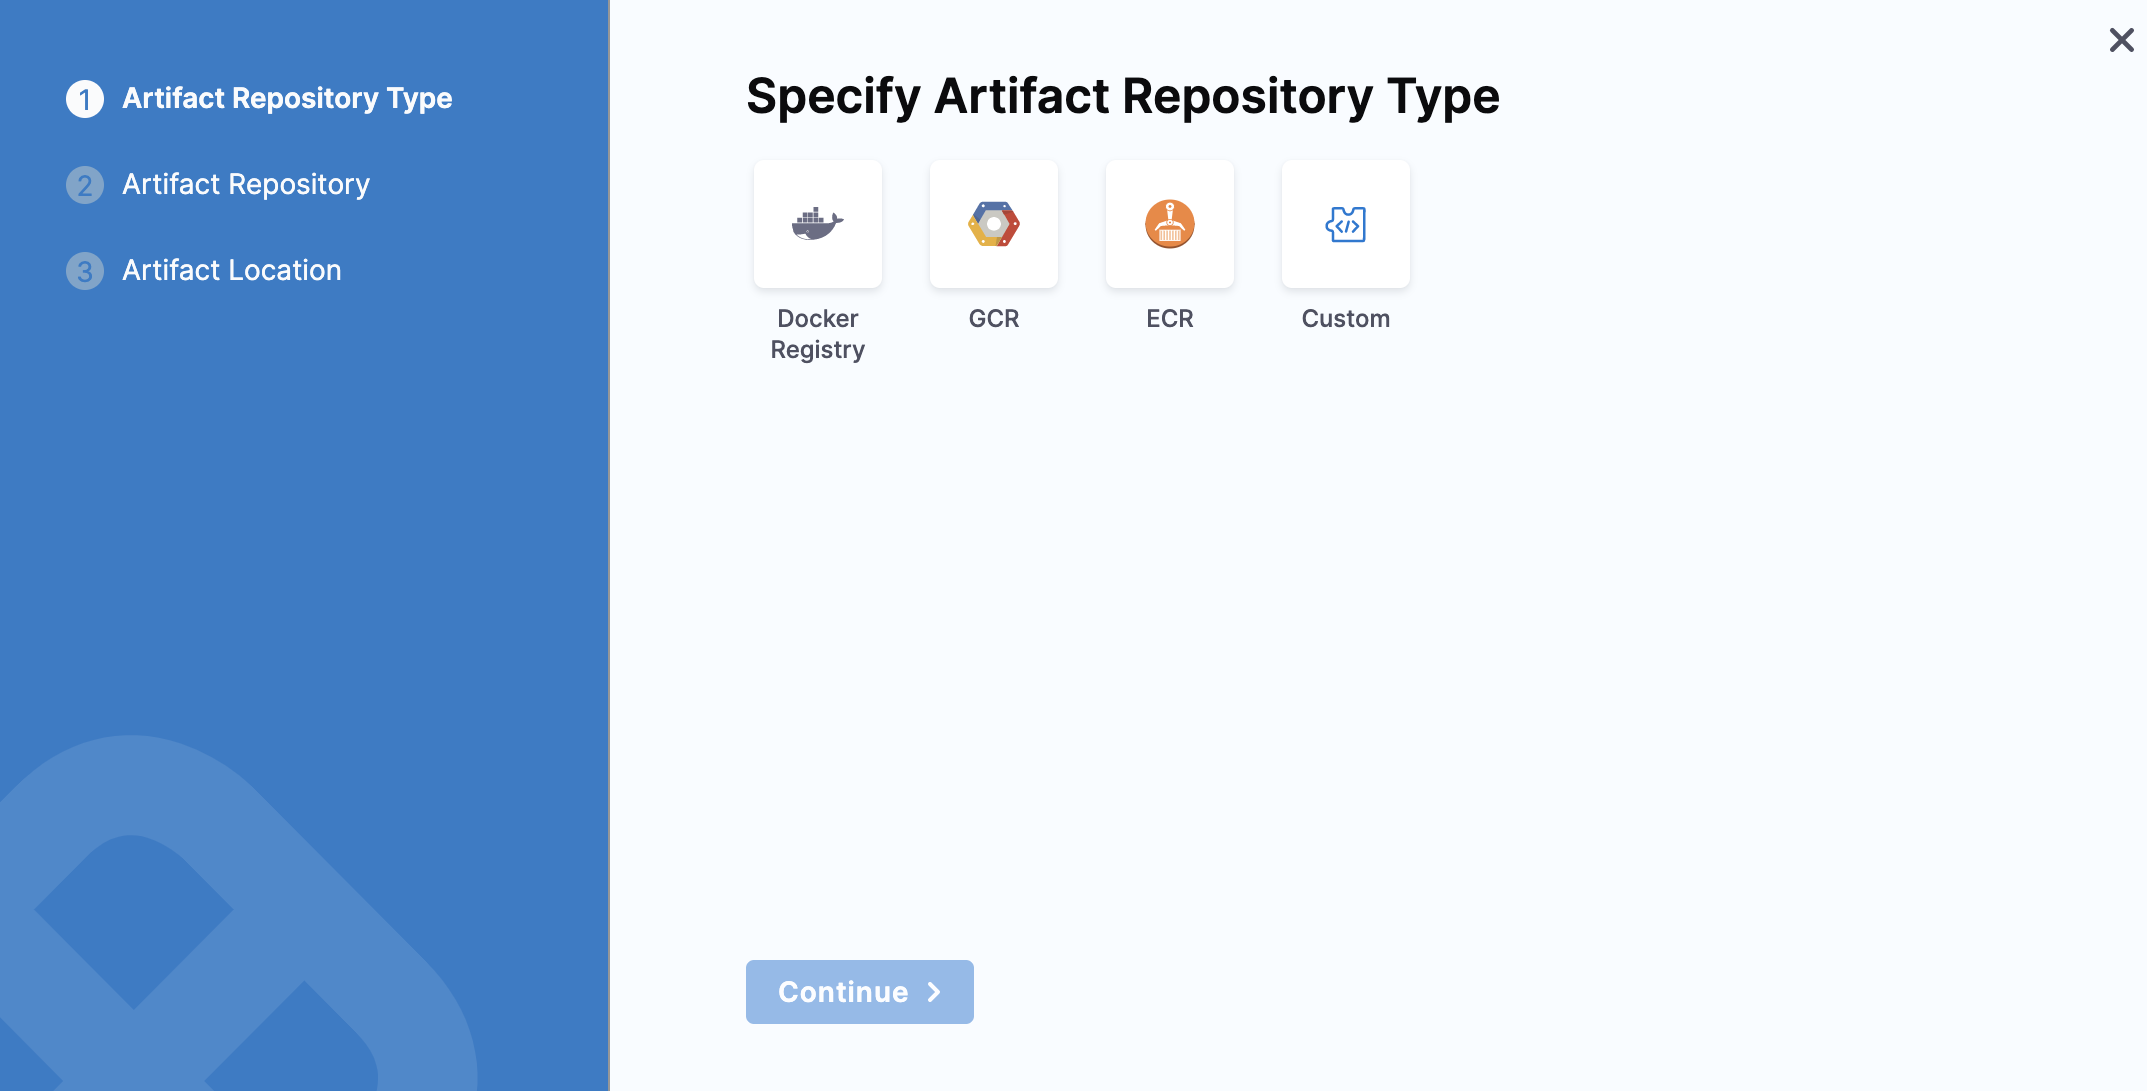 1 Artifact Repository Type
2 Artifact Repository
3 Artifact Location
Specify Artifact Repository Type
Docker
Registry
GCR
ECR
Custom
Continue